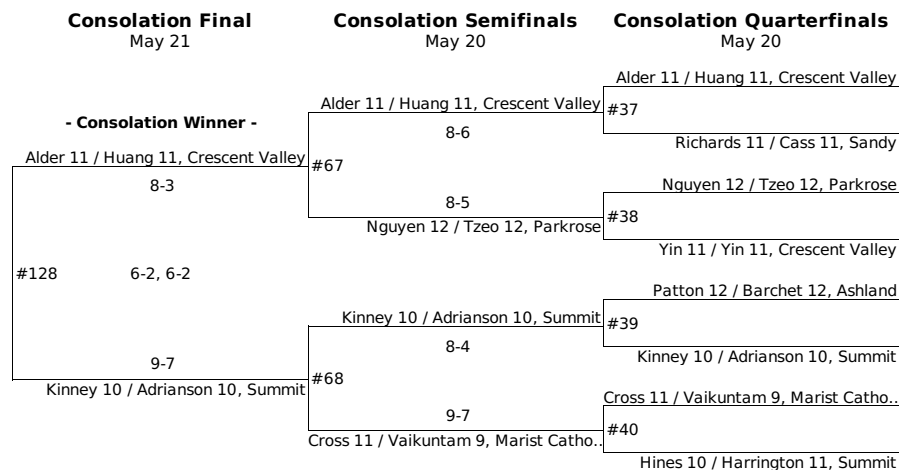 Consolation Final
May 21
Consolation Semifinals
May 20
Consolation Quarterfinals
May 20
- Consolation Winner -
Alder 11 / Huang 11, Crescent Valley
8-3
#128
6-2, 6-2
9-7
Kinney 10 / Adrianson 10, Summit
Alder 11 / Huang 11, Crescent Valley
8-6
#67
8-5
Nguyen 12 / Tzeo 12, Parkrose
Kinney 10 / Adrianson 10, Summit
8-4
#68
9-7
Cross 11 / Vaikuntam 9, Marist Catho..
Alder 11 / Huang 11, Crescent Valley
#37
Richards 11 / Cass 11, Sandy
Nguyen 12 / Tzeo 12, Parkrose
#38
Yin 11 / Yin 11, Crescent Valley
Patton 12 / Barchet 12, Ashland
#39
Kinney 10 / Adrianson 10, Summit
Cross 11 / Vaikuntam 9, Marist Catho..
#40
Hines 10 / Harrington 11, Summit